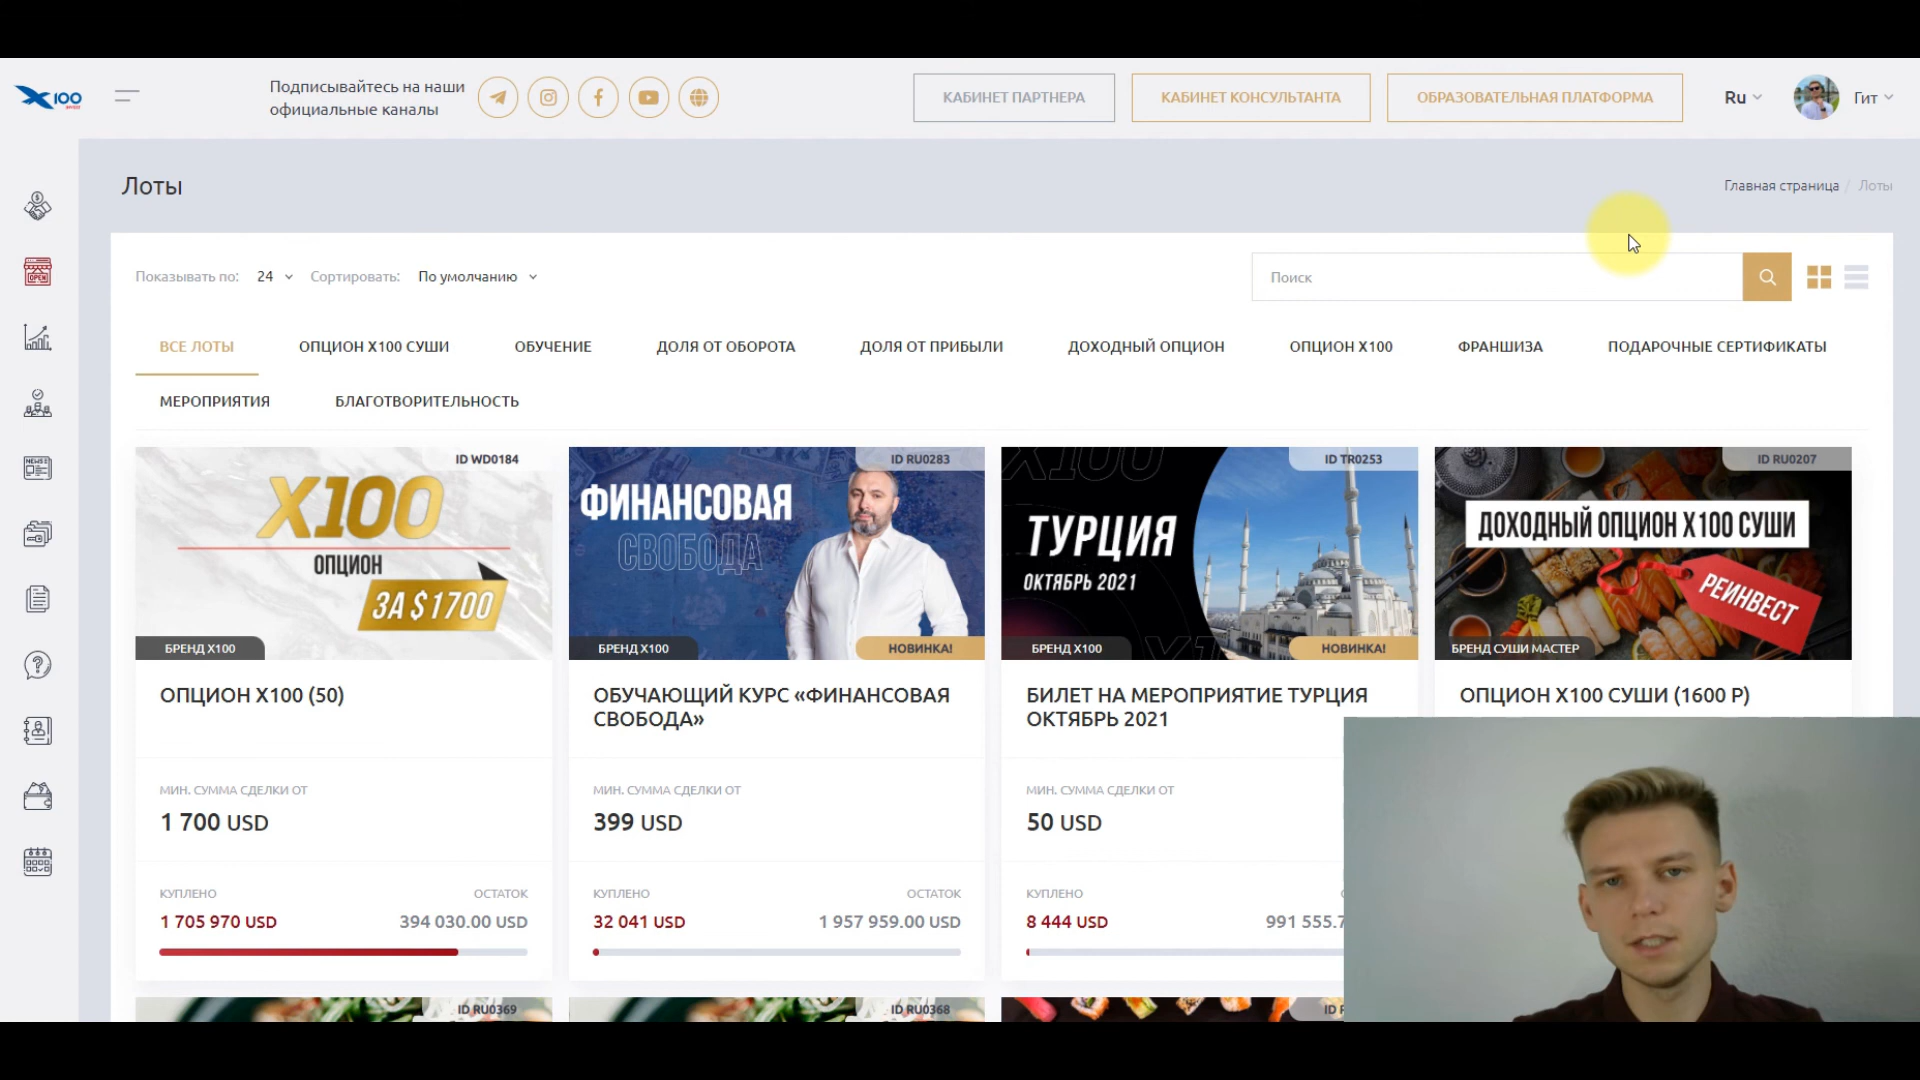 X100
Подписывайтесь на наши
официальные каналы
КАБИНЕТ ПАРТНЕРА
КАБИНЕТ КОНСУЛЬТАНТА
ОБРАЗОВАТЕЛЬНАЯ ПЛАТФОРМА
Ru
Гит
Лоты
Главная страница / Лоты
Показывать по: 24 Сортировать: По умолчанию
Поиск
OPEN
ВСЕ ЛОТЫ
ОПЦИОН X100 СУШИ
ОБУЧЕНИЕ
ДОЛЯ ОТ ОБОРОТА
ДОЛЯ ОТ ПРИБЫЛИ
ДОХОДНЫЙ ОПЦИОН
ОПЦИОН X100
ФРАНШИЗА
ПОДАРОЧНЫЕ СЕРТИФИКАТЫ
МЕРОПРИЯТИЯ
БЛАГОТВОРИТЕЛЬНОСТЬ
NEWS
ID WD0184
X100
ОПЦИОН
ЗА $1700
БРЕНД X100
ОПЦИОН X100 (50)
МИН. СУММА СДЕЛКИ ОТ
1 700 USD
КУПЛЕНО
ОСТАТОК
1 705 970 USD
394 030.00 USD
ID RU0283
ФИНАНСОВАЯ
СВОБОДА
БРЕНД X100
НОВИНКА!
ОБУЧАЮЩИЙ КУРС «ФИНАНСОВАЯ
СВОБОДА»
МИН. СУММА СДЕЛКИ ОТ
399 USD
КУПЛЕНО
ОСТАТОК
32 041 USD
1 957 959.00 USD
ID TR0253
X100
ТУРЦИЯ
ОКТЯБРЬ 2021
БРЕНД X100
НОВИНКА!
БИЛЕТ НА МЕРОПРИЯТИЕ ТУРЦИЯ
ОКТЯБРЬ 2021
МИН. СУММА СДЕЛКИ ОТ
50 USD
КУПЛЕНО
8 444 USD
991 555.7
ID RU0207
ДОХОДНЫЙ ОПЦИОН X100 СУШИ
РЕИНВЕСТ
БРЕНД СУШИ МАСТЕР
ОПЦИОН X100 СУШИ (1600 Р)
ID RU0369
ID RU0368